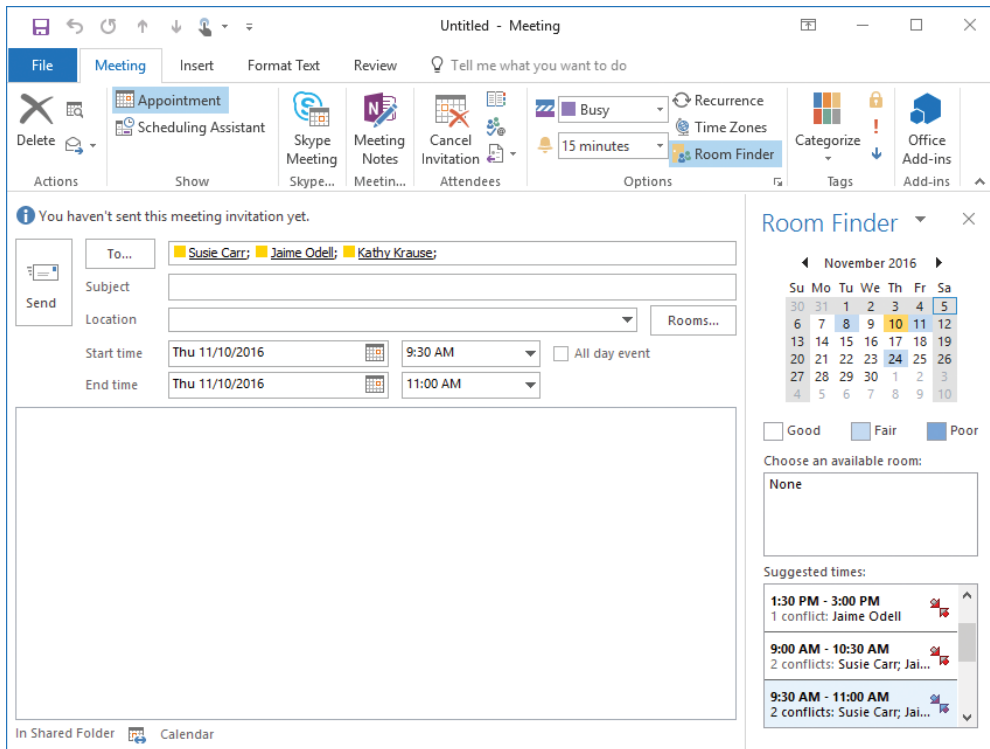 Untitled - Meeting
File Meeting Insert Format Text Review Tell me what you want to do
Delete
Actions
Appointment
Scheduling Assistant
Show
Skype
Meeting
Skype...
Meeting
Notes
Meetin...
Cancel
Invitation
Attendees
Busy
15 minutes
Recurrence
Time Zones
Room Finder
Options
Categorize
Tags
Office
Add-ins
Add-ins
You haven't sent this meeting invitation yet.
Send
To... Susie Carr; Jaime Odell; Kathy Krause;
Subject
Location Rooms...
Start time Thu 11/10/2016 9:30 AM All day event
End time Thu 11/10/2016 11:00 AM
In Shared Folder Calendar
Room Finder
November 2016
Su Mo Tu We Th Fr Sa
30 31 1 2 3 4 5
6 7 8 9 10 11 12
13 14 15 16 17 18 19
20 21 22 23 24 25 26
27 28 29 30 1 2 3
4 5 6 7 8 9 10
Good Fair Poor
Choose an available room:
None
Suggested times:
1:30 PM - 3:00 PM
1 conflict: Jaime Odell
9:00 AM - 10:30 AM
2 conflicts: Susie Carr; Jai...
9:30 AM - 11:00 AM
2 conflicts: Susie Carr; Jai...